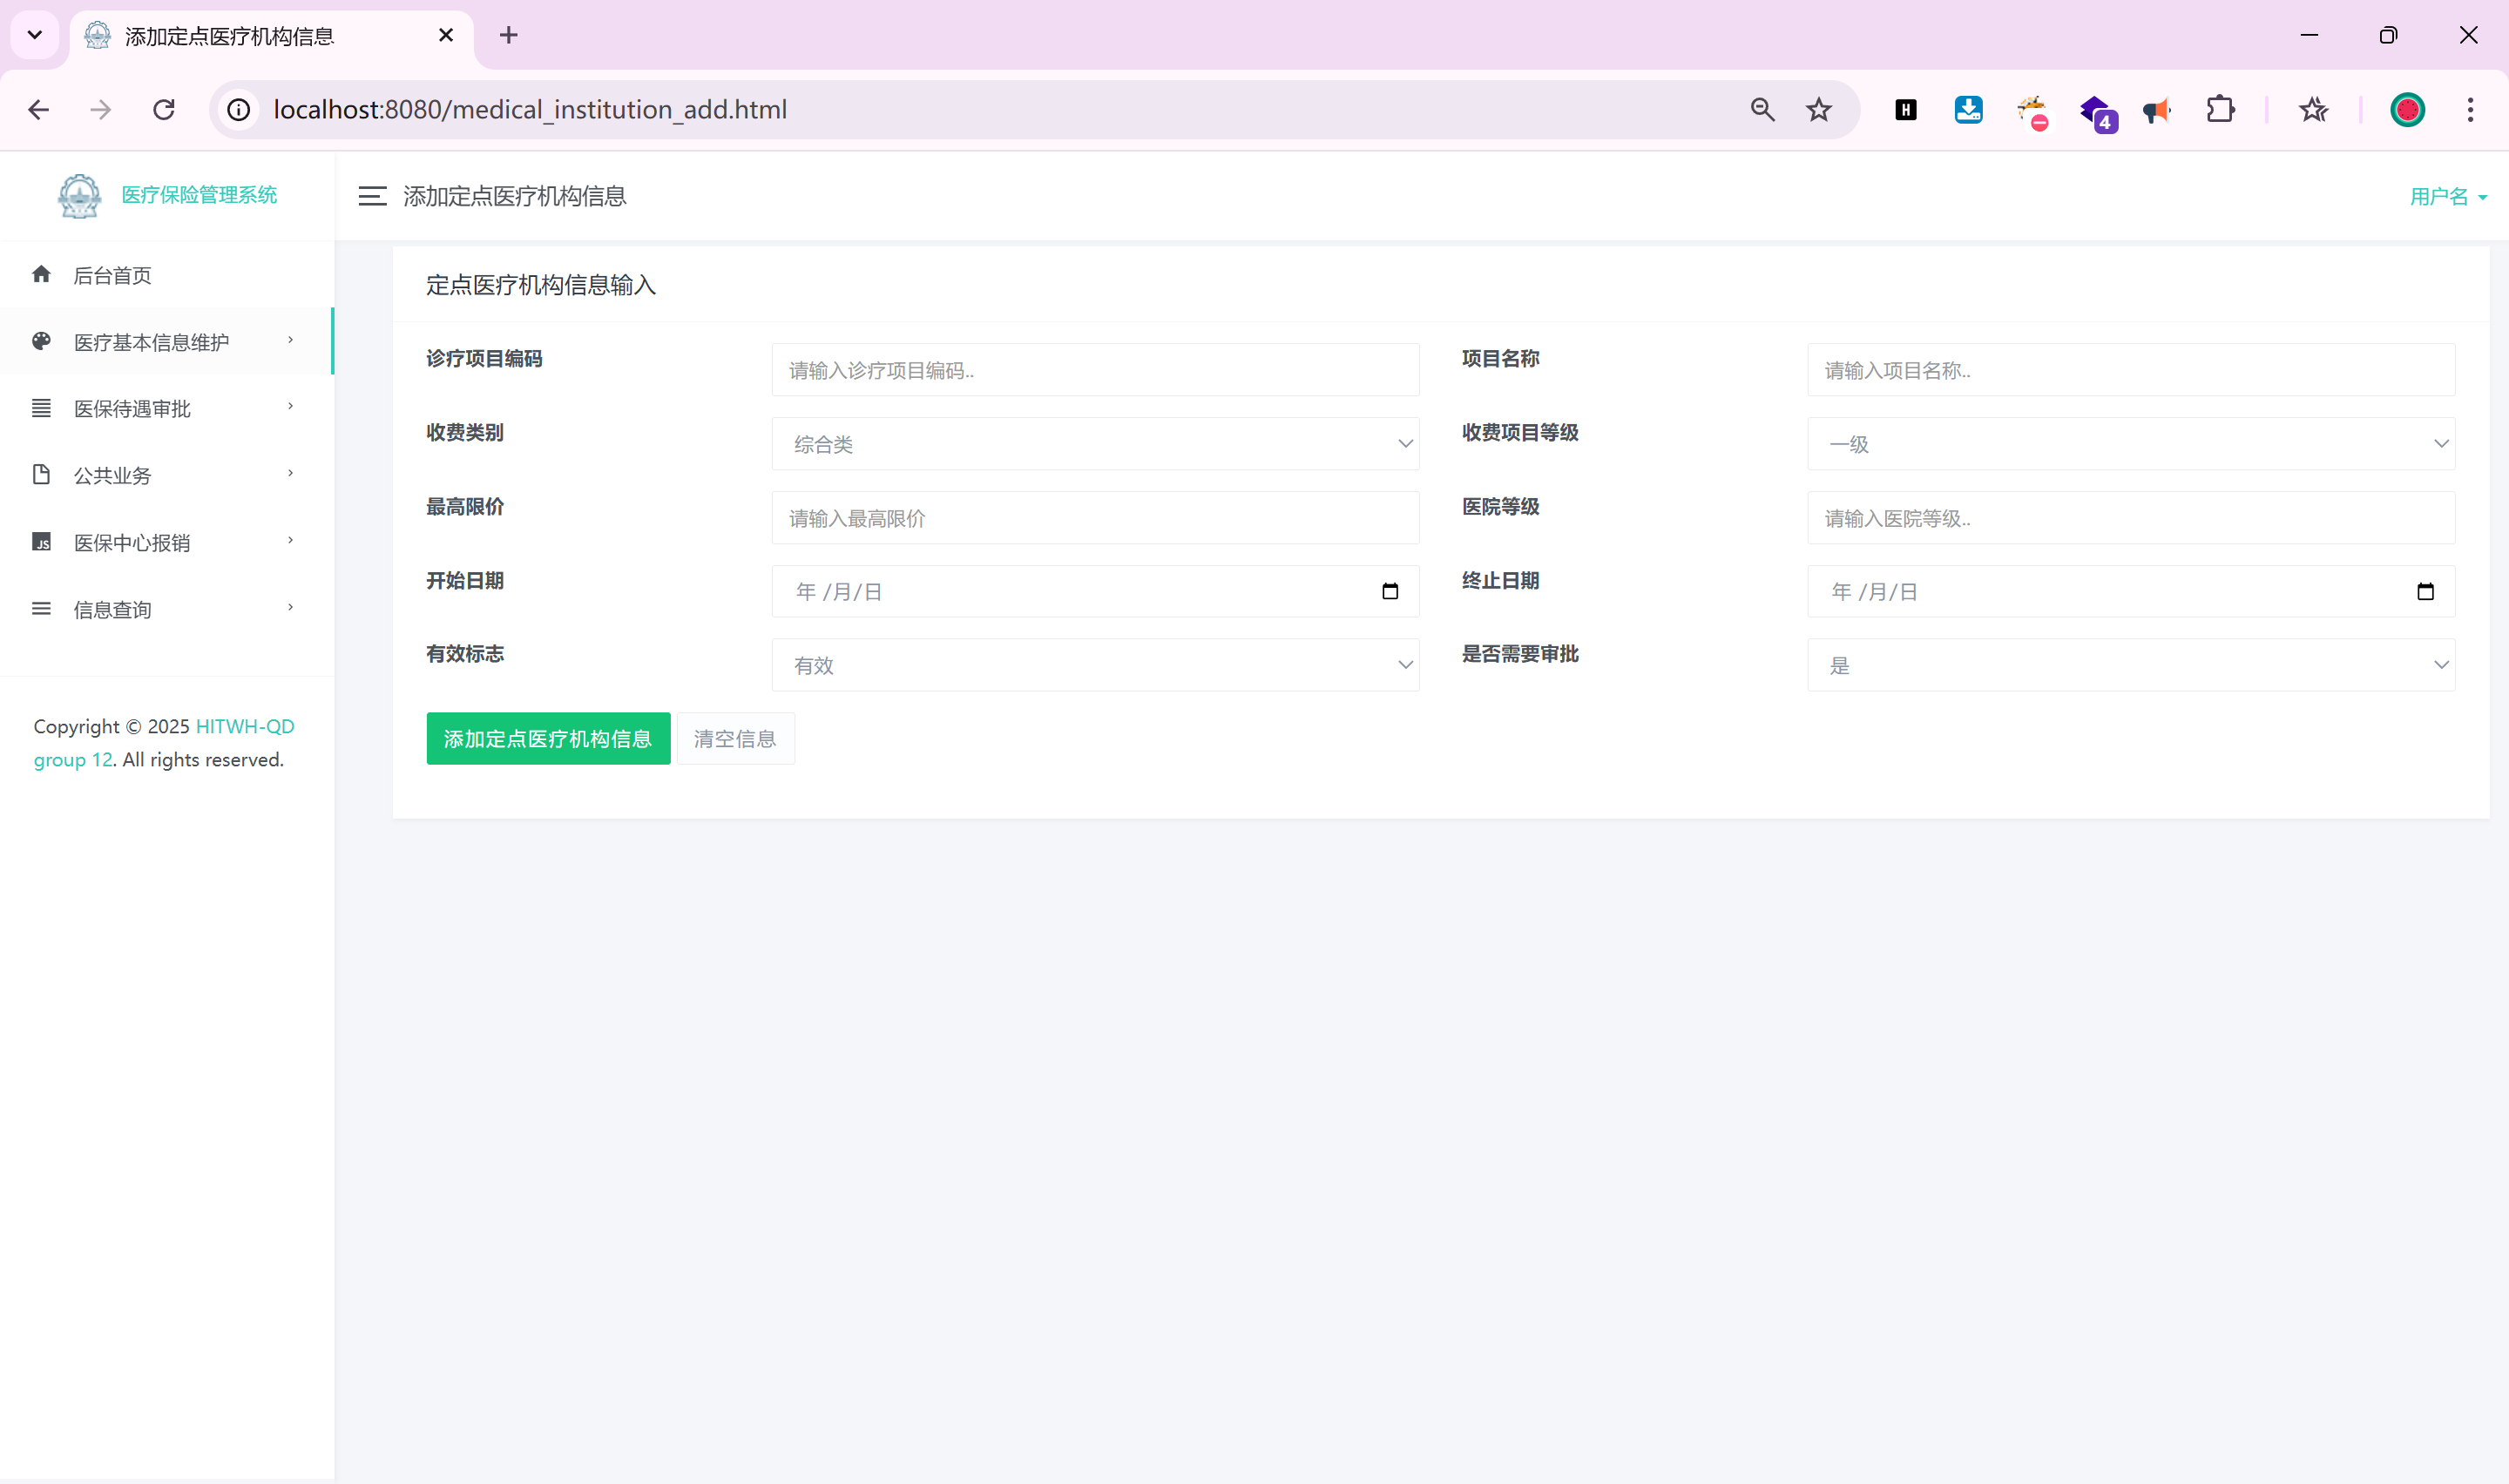 添加定点医疗机构信息
localhost:8080/medical_institution_add.html
H
4
医疗保险管理系统
添加定点医疗机构信息
用户名
后台首页
医疗基本信息维护
医保待遇审批
公共业务
JS
医保中心报销
信息查询
Copyright © 2025 HITWH-QD
group 12. All rights reserved.
定点医疗机构信息输入
诊疗项目编码
请输入诊疗项目编码..
项目名称
请输入项目名称..
收费类别
综合类
收费项目等级
一级
最高限价
请输入最高限价
医院等级
请输入医院等级..
开始日期
年 /月/日
终止日期
年 /月/日
有效标志
有效
是否需要审批
是
添加定点医疗机构信息
清空信息